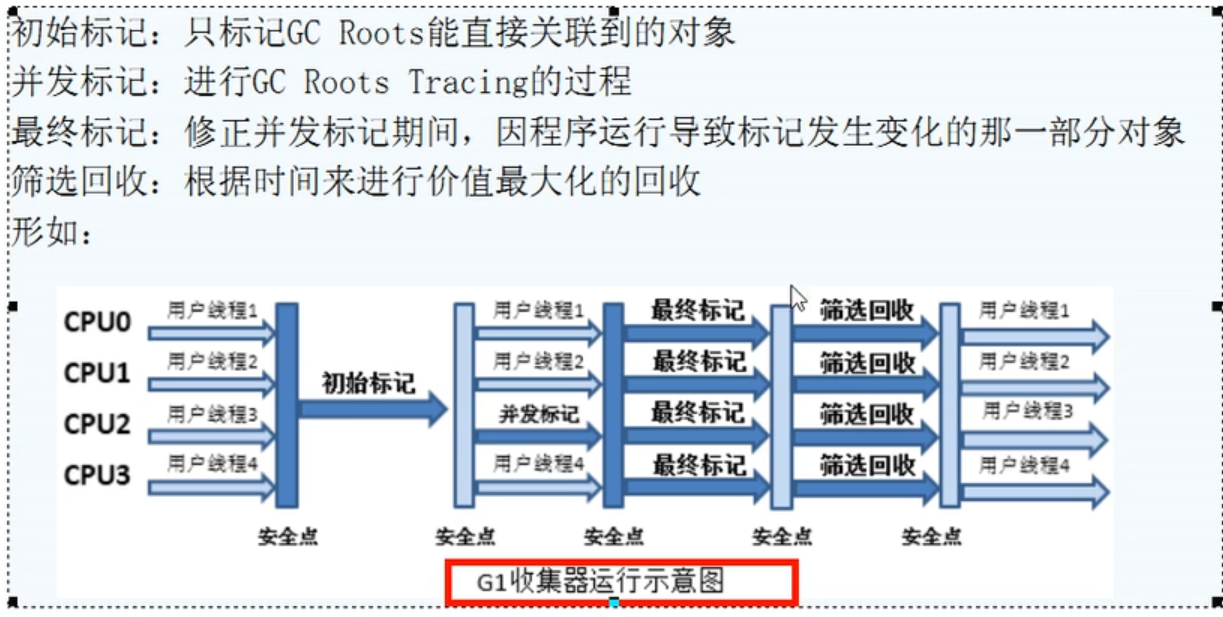 初始标记：只标记GC Roots能直接关联到的对象
并发标记：进行GC Roots Tracing的过程
最终标记：修正并发标记期间，因程序运行导致标记发生变化的那一部分对象
筛选回收：根据时间来进行价值最大化的回收
形如：
CPU0 用户线程1 用户线程1 最终标记 筛选回收 用户线程1
CPU1 用户线程2 初始标记 用户线程2 最终标记 筛选回收 用户线程2
CPU2 用户线程3 并发标记 最终标记 筛选回收 用户线程3
CPU3 用户线程4 用户线程4 最终标记 筛选回收 用户线程4
安全点 安全点 安全点 安全点 安全点
G1收集器运行示意图